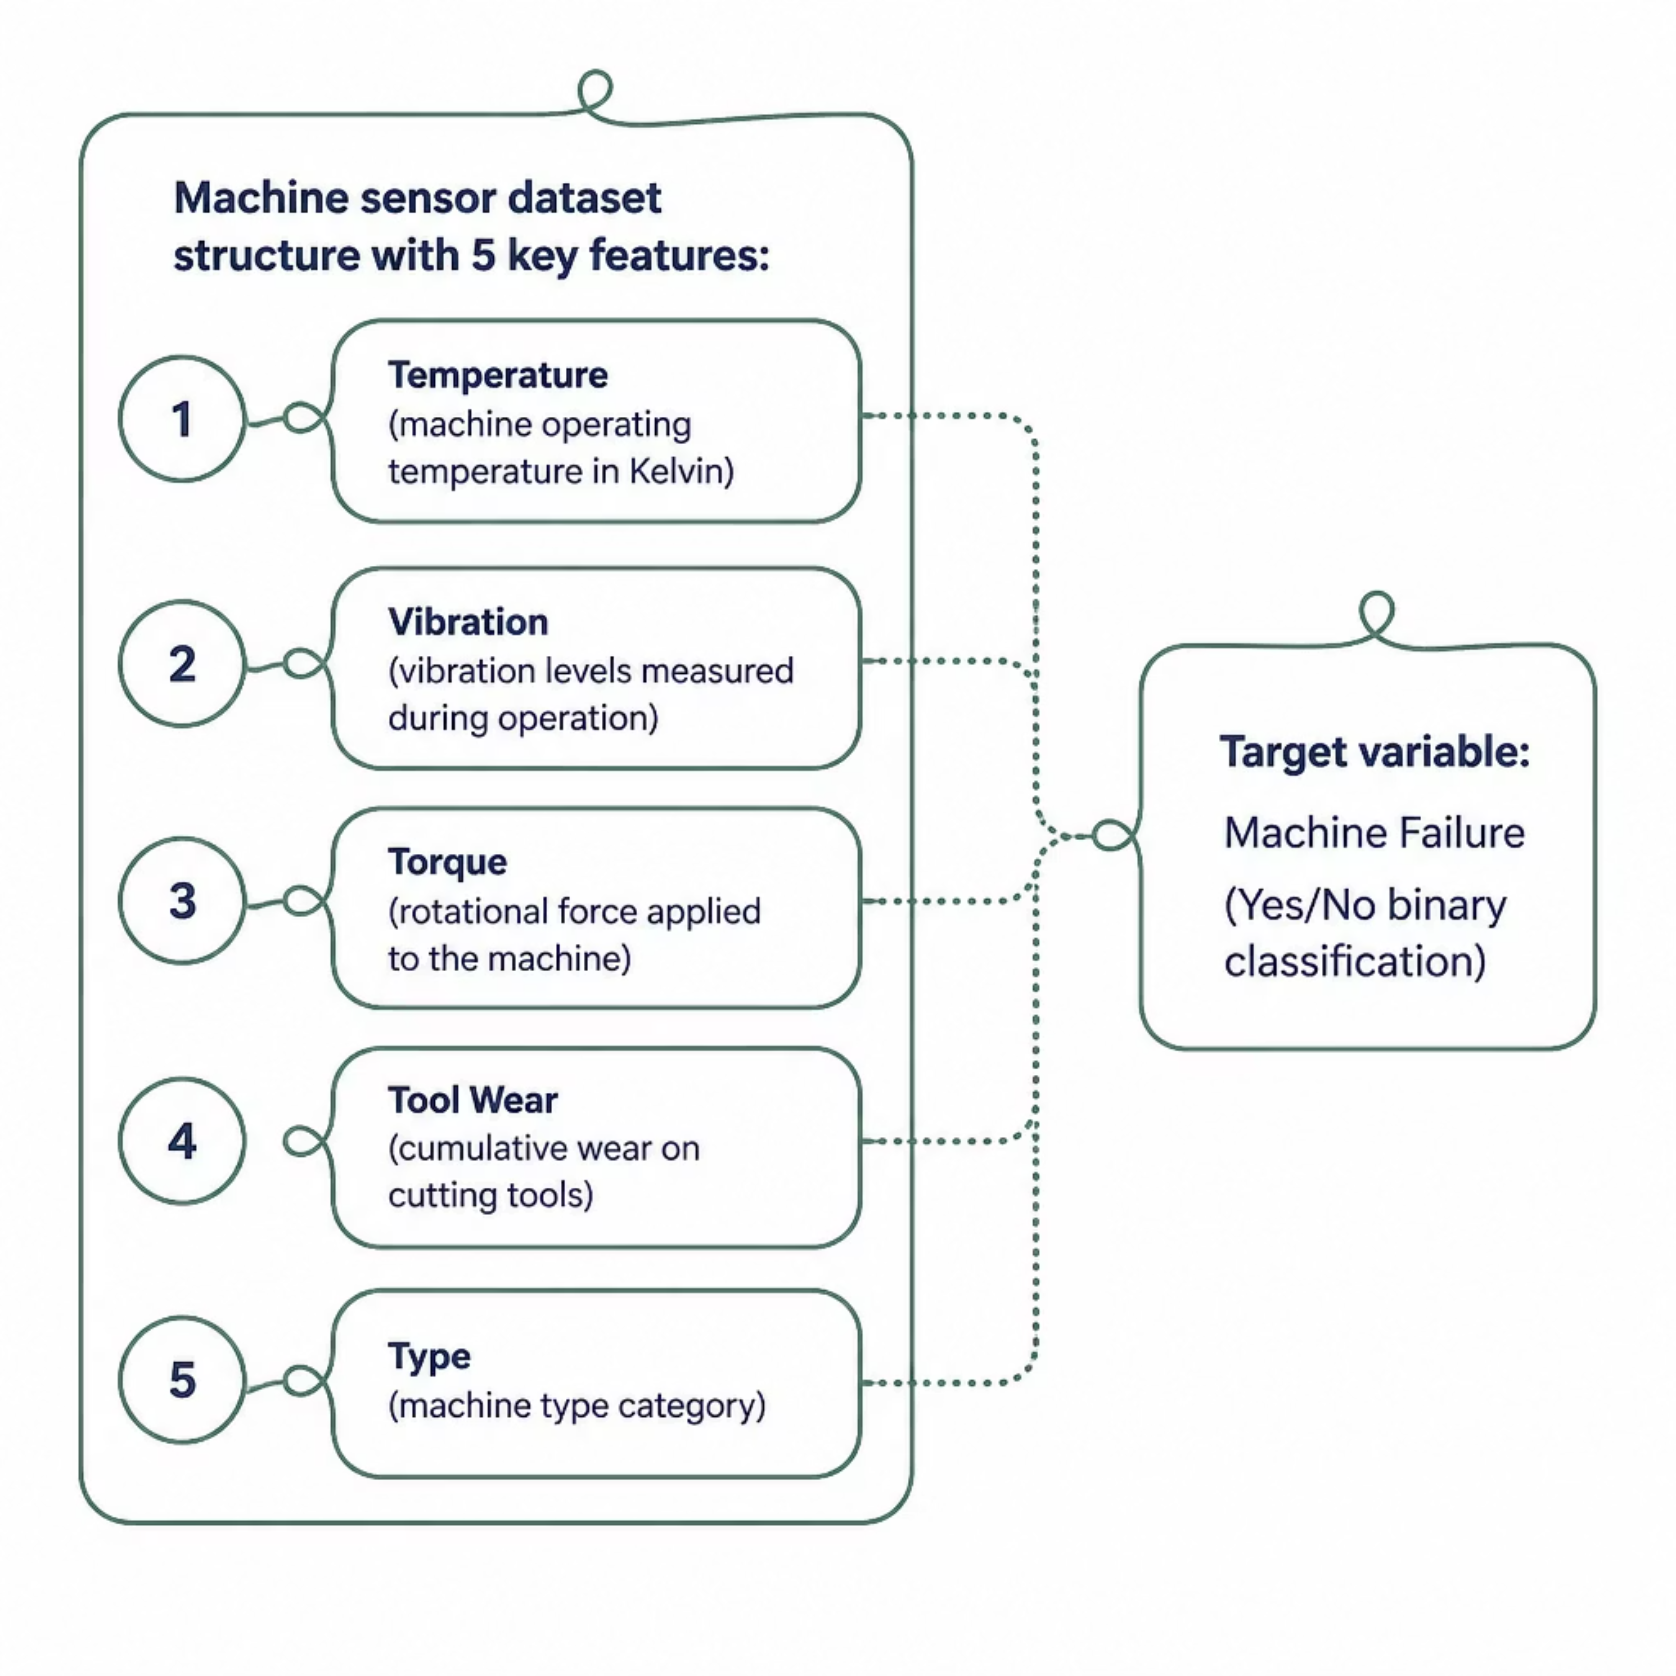 Machine sensor dataset
structure with 5 key features:
1
Temperature
(machine operating
temperature in Kelvin)
2
Vibration
(vibration levels measured
during operation)
3
Torque
(rotational force applied
to the machine)
4
Tool Wear
(cumulative wear on
cutting tools)
5
Type
(machine type category)
Target variable:
Machine Failure
(Yes/No binary
classification)